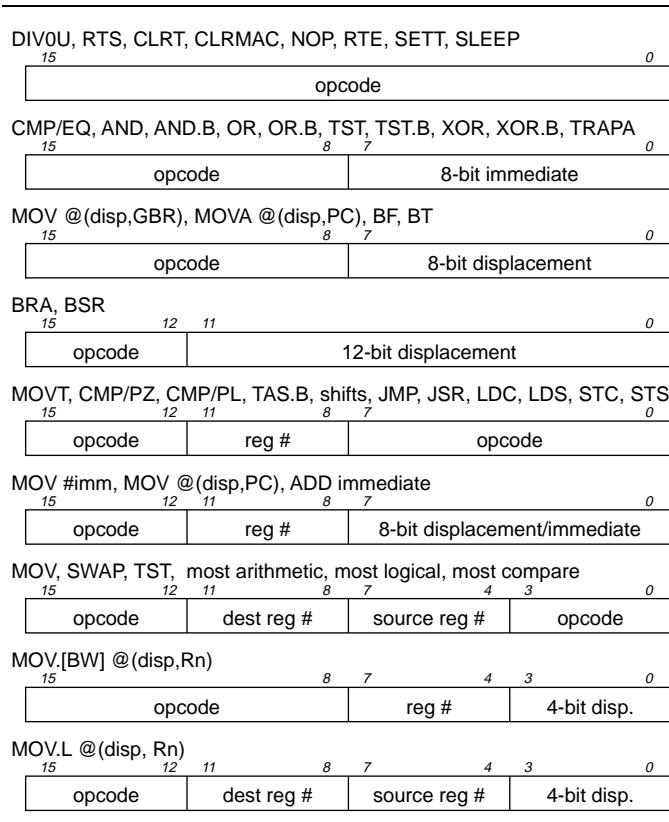 DIV0U, RTS, CLRT, CLRMAC, NOP, RTE, SETT, SLEEP
15 0
opcode
CMP/EQ, AND, AND.B, OR, OR.B, TST, TST.B, XOR, XOR.B, TRAPA
15 8 7 0
opcode 8-bit immediate
MOV @(disp,GBR), MOVA @(disp,PC), BF, BT
15 8 7 0
opcode 8-bit displacement
BRA, BSR
15 12 11 0
opcode 12-bit displacement
MOVT, CMP/PZ, CMP/PL, TAS.B, shifts, JMP, JSR, LDC, LDS, STC, STS
15 12 11 8 7 0
opcode reg # opcode
MOV #imm, MOV @(disp,PC), ADD immediate
15 12 11 8 7 0
opcode reg # 8-bit displacement/immediate
MOV, SWAP, TST, most arithmetic, most logical, most compare
15 12 11 8 7 4 3 0
opcode dest reg # source reg # opcode
MOV.[BW] @(disp,Rn)
15 8 7 4 3 0
opcode reg # 4-bit disp.
MOV.L @(disp, Rn)
15 12 11 8 7 4 3 0
opcode dest reg # source reg # 4-bit disp.